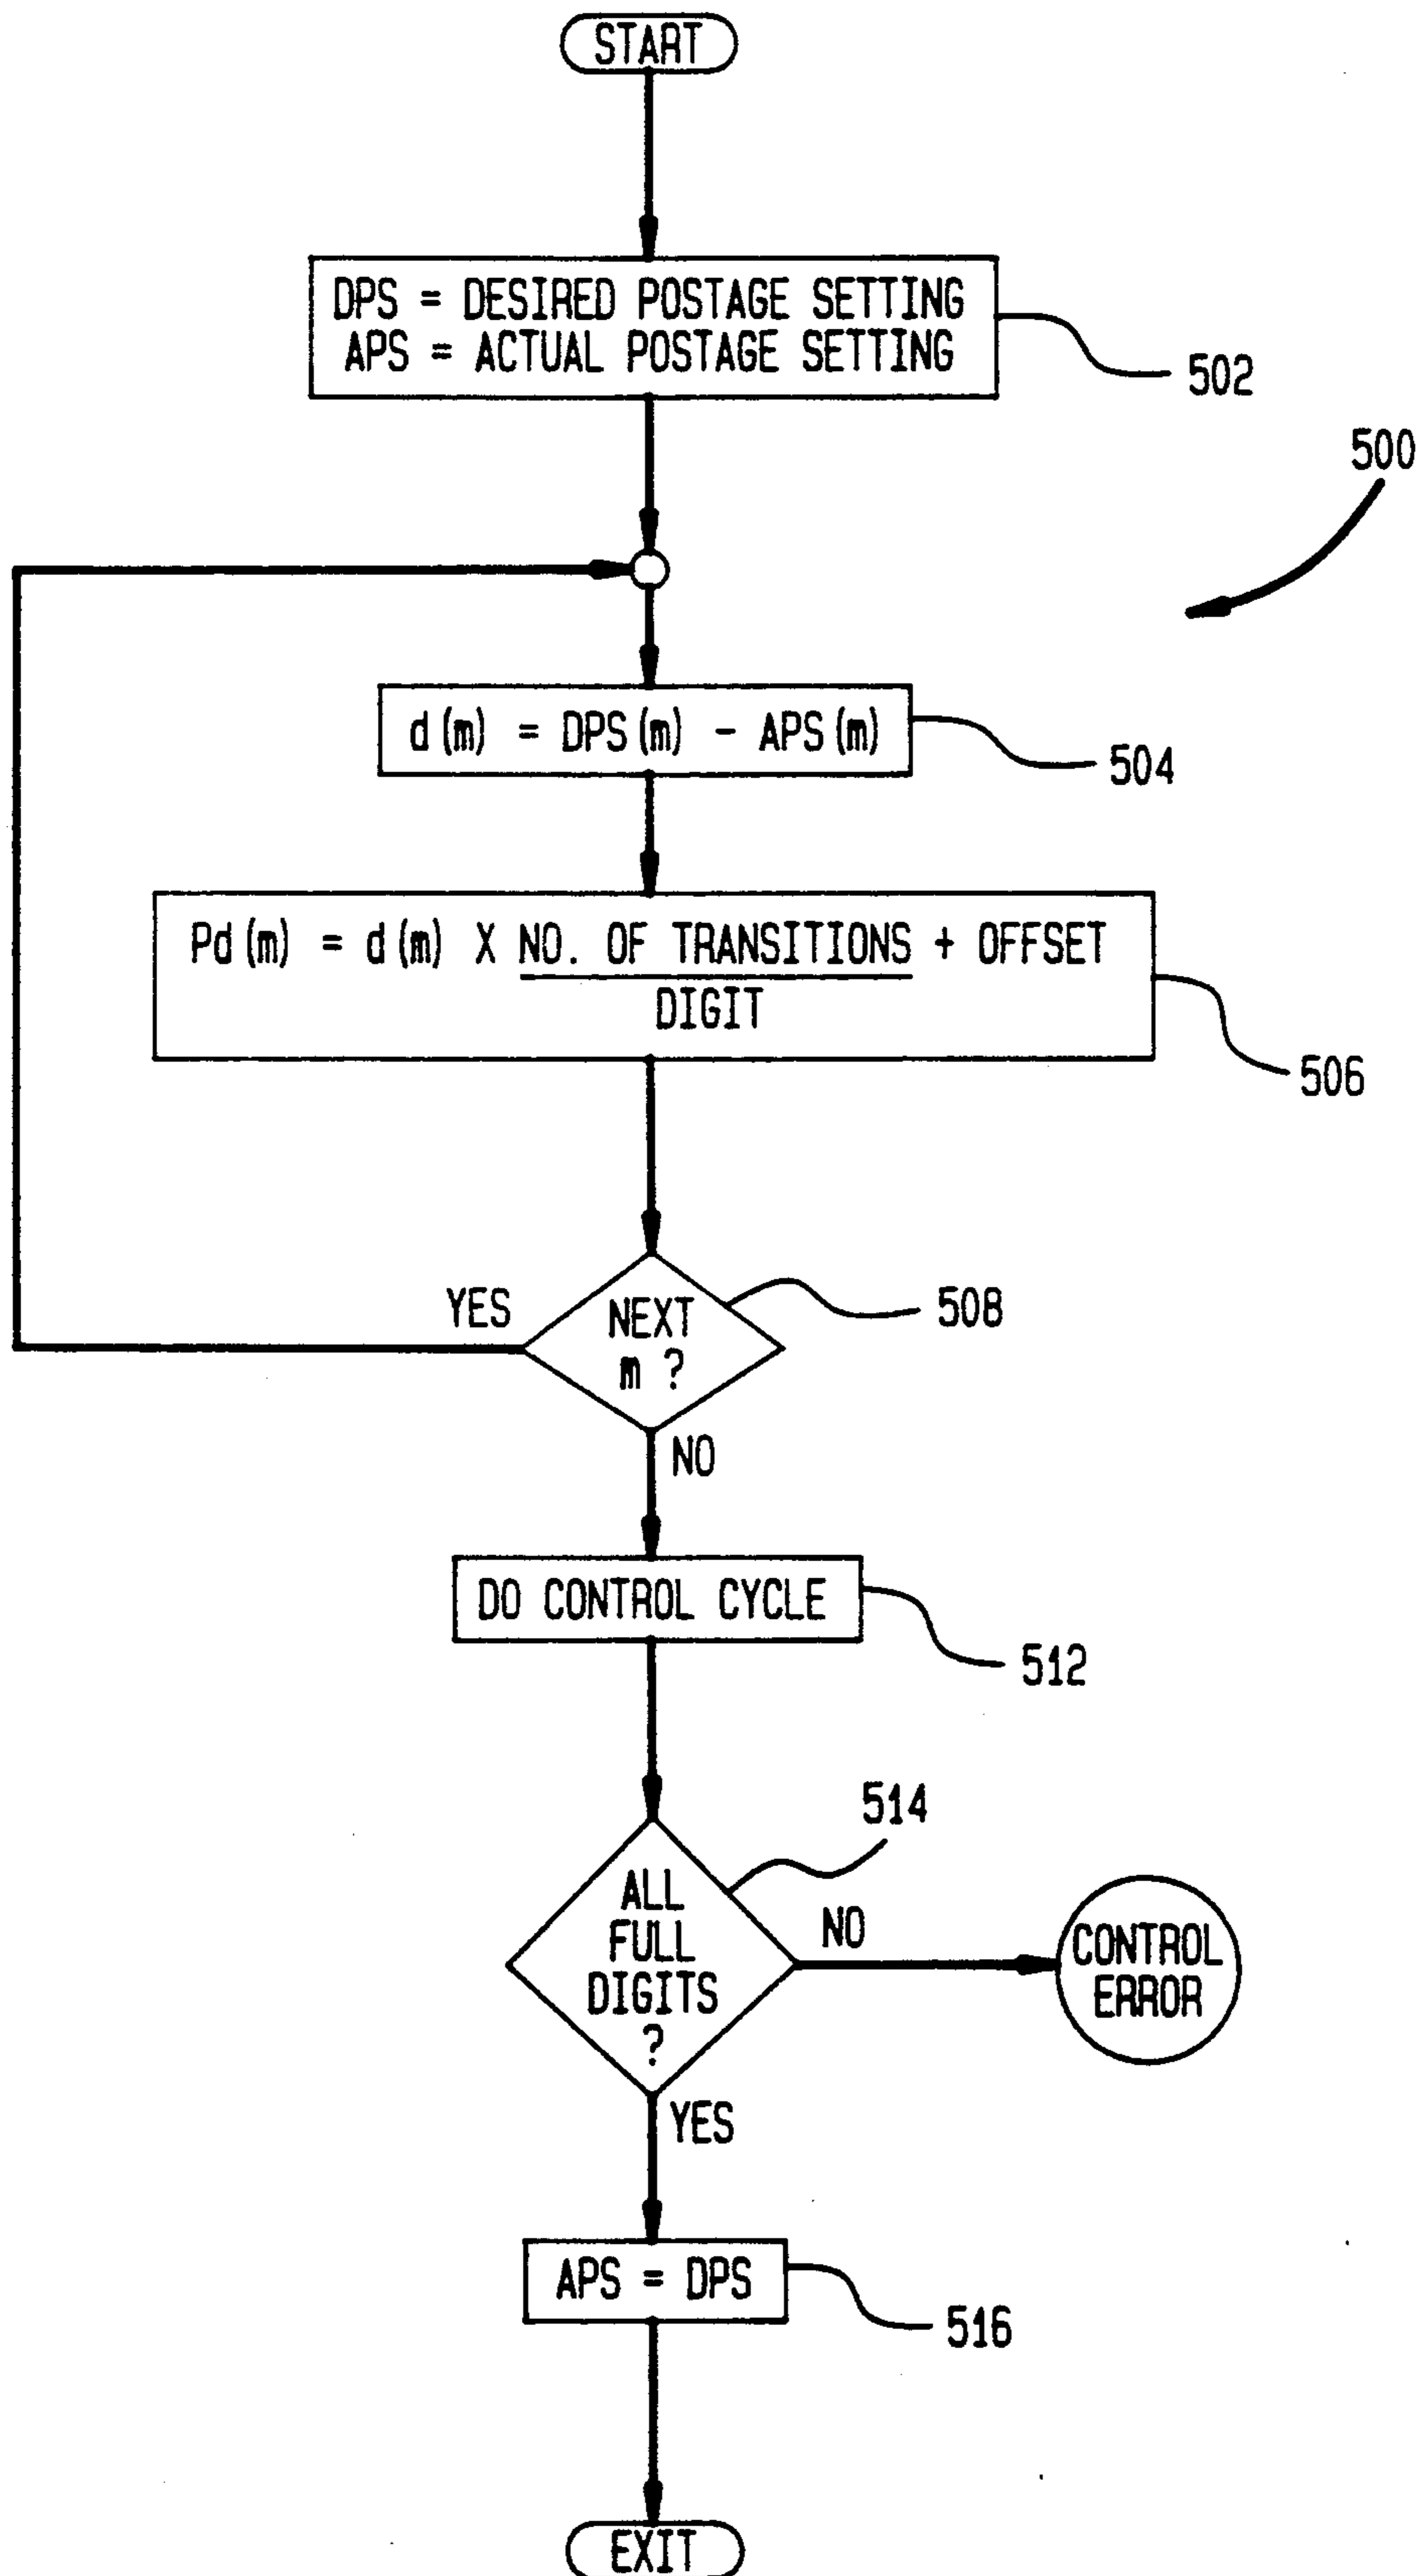 START
DPS = DESIRED POSTAGE SETTING
APS = ACTUAL POSTAGE SETTING
502
500
d(m) = DPS(m) - APS(m)
504
Pd(m) = d(m) X NO. OF TRANSITIONS + OFFSET
DIGIT
506
YES
NEXT
m ?
508
NO
DO CONTROL CYCLE
512
514
ALL
FULL
DIGITS
?
NO
CONTROL
ERROR
YES
APS = DPS
516
EXIT